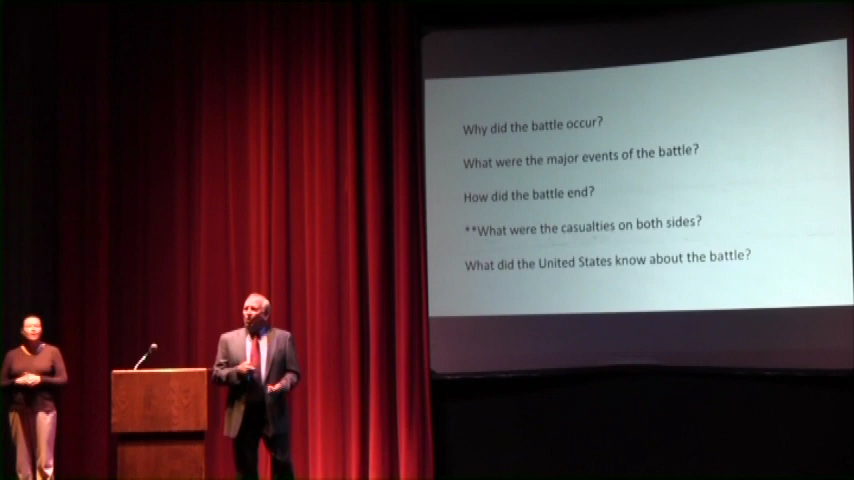 Why did the battle occur?
What were the major events of the battle?
How did the battle end?
**What were the casualties on both sides?
What did the United States know about the battle?